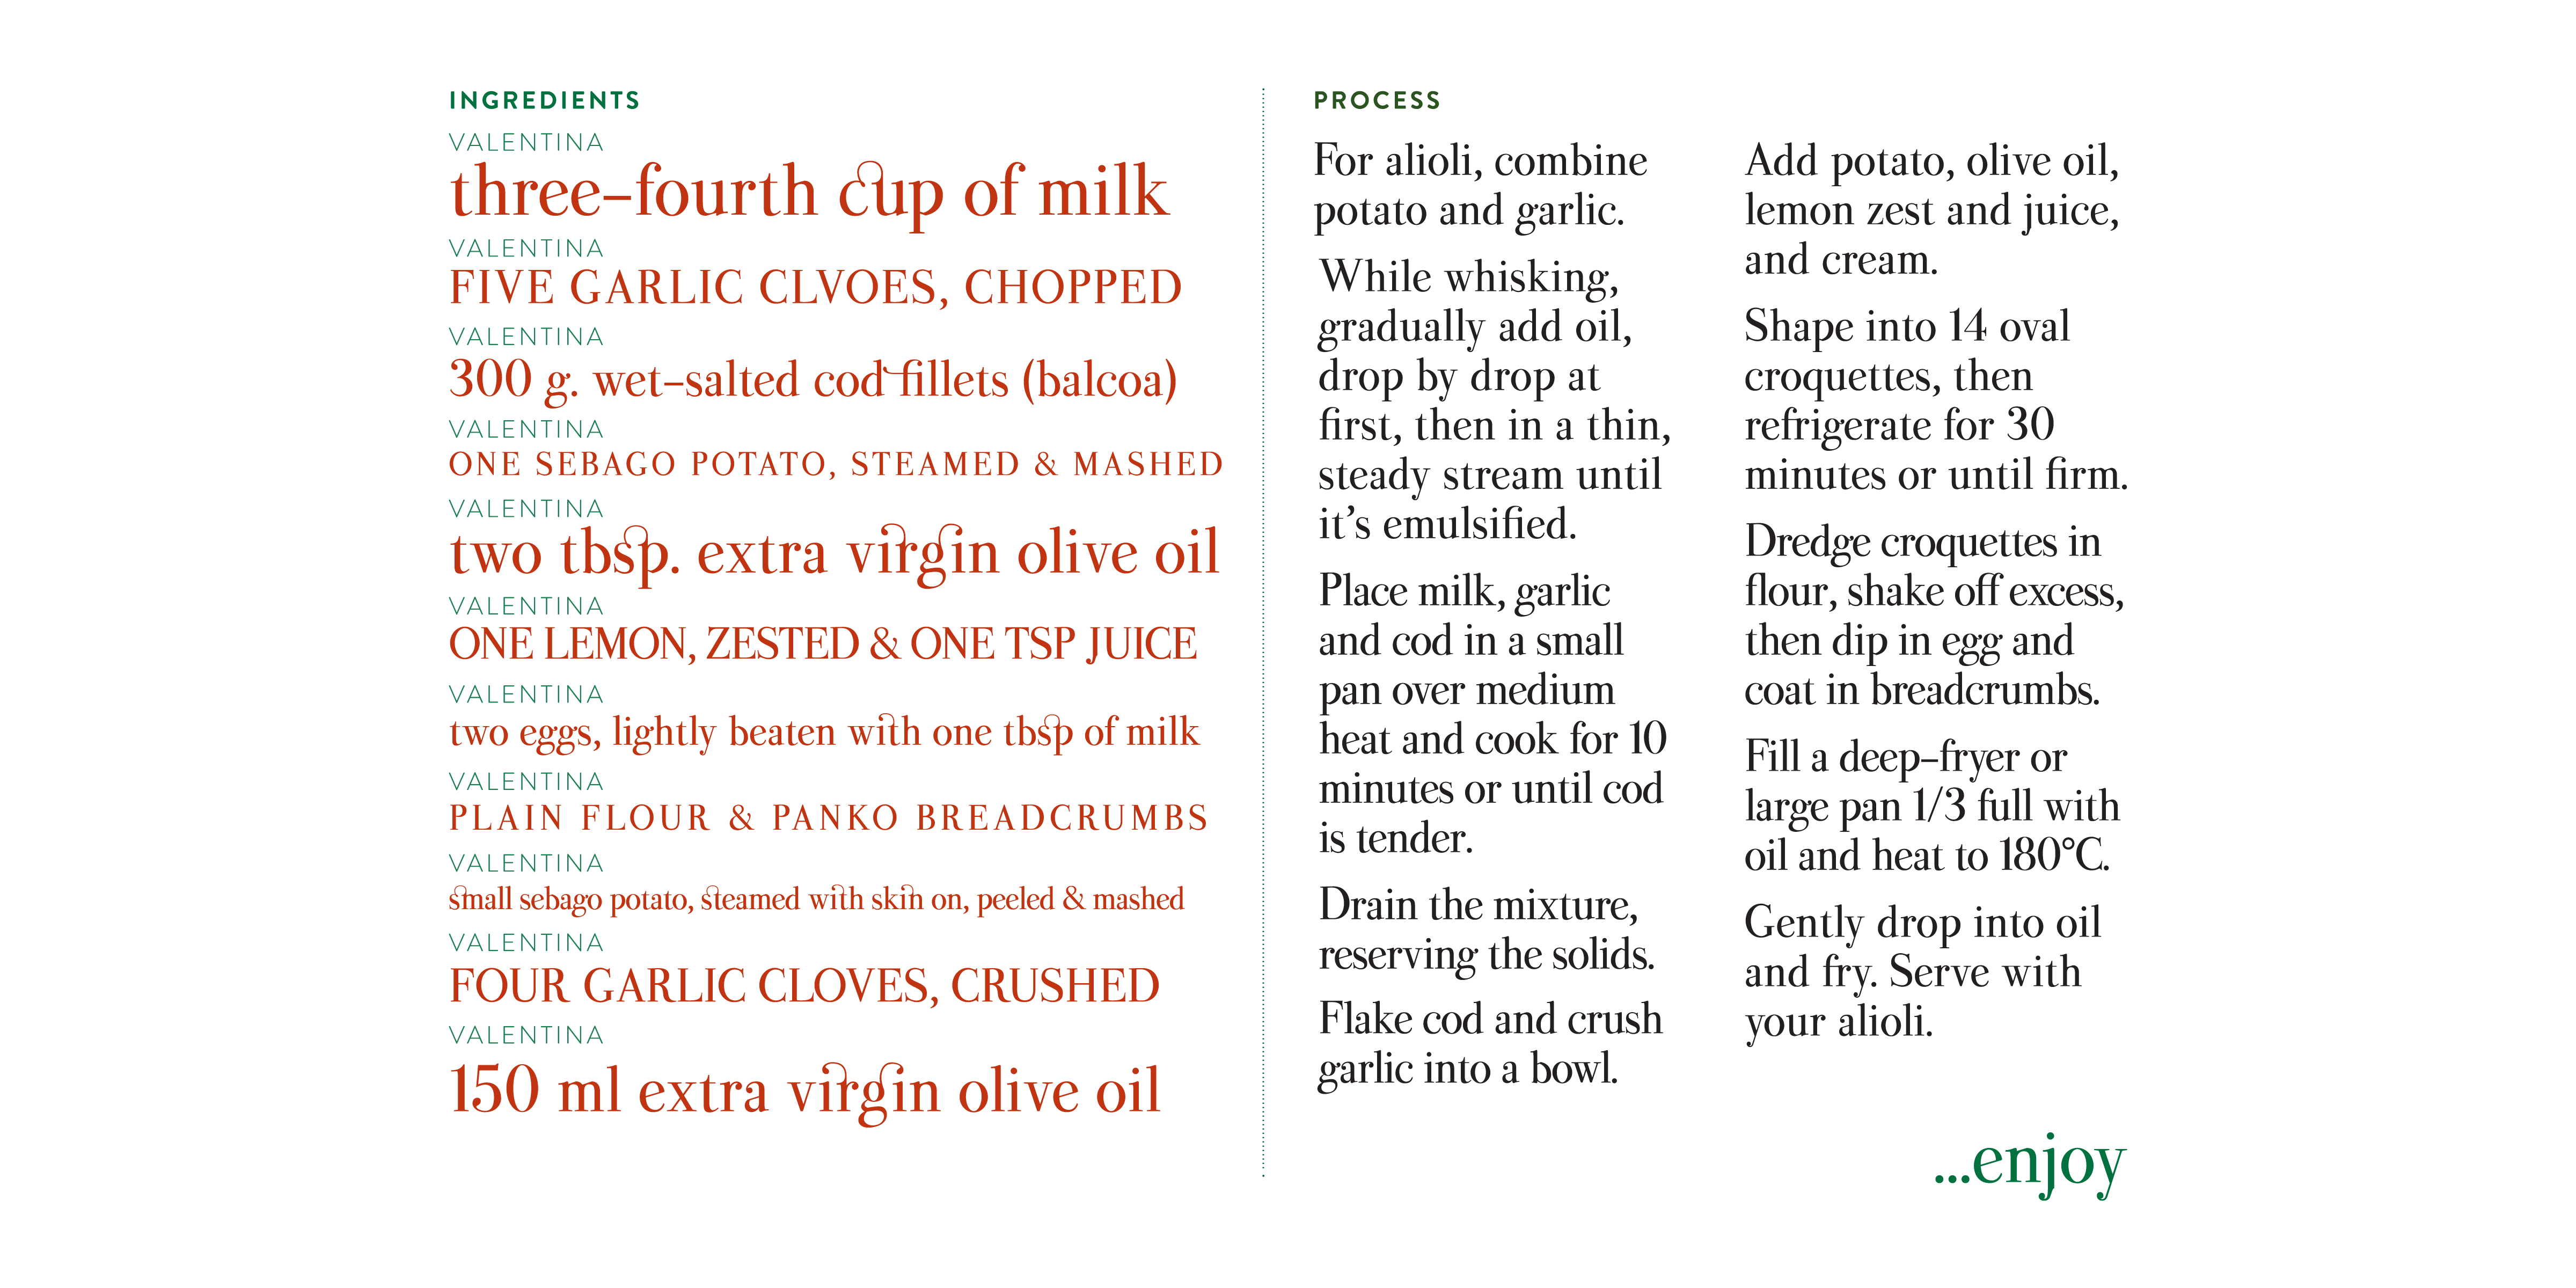 INGREDIENTS
VALENTINA
three-fourth cup of milk
VALENTINA
FIVE GARLIC CLVOES, CHOPPED
VALENTINA
300 g. wet-salted cod fillets (balcoa)
VALENTINA
ONE SEBAGO POTATO, STEAMED & MASHED
VALENTINA
two tbsp. extra virgin olive oil
VALENTINA
ONE LEMON, ZESTED & ONE TSP JUICE
VALENTINA
two eggs, lightly beaten with one tbsp of milk
VALENTINA
PLAIN FLOUR & PANKO BREADCRUMBS
VALENTINA
small sebago potato, steamed with skin on, peeled & mashed
VALENTINA
FOUR GARLIC CLOVES, CRUSHED
VALENTINA
150 ml extra virgin olive oil
PROCESS
For alioli, combine
potato and garlic.
While whisking,
gradually add oil,
drop by drop at
first, then in a thin,
steady stream until
it's emulsified.
Place milk, garlic
and cod in a small
pan over medium
heat and cook for 10
minutes or until cod
is tender.
Drain the mixture,
reserving the solids.
Flake cod and crush
garlic into a bowl.
Add potato, olive oil,
lemon zest and juice,
and cream.
Shape into 14 oval
croquettes, then
refrigerate for 30
minutes or until firm.
Dredge croquettes in
flour, shake off excess,
then dip in egg and
coat in breadcrumbs.
Fill a deep-fryer or
large pan 1/3 full with
oil and heat to 180°C.
Gently drop into oil
and fry. Serve with
your alioli.
...enjoy